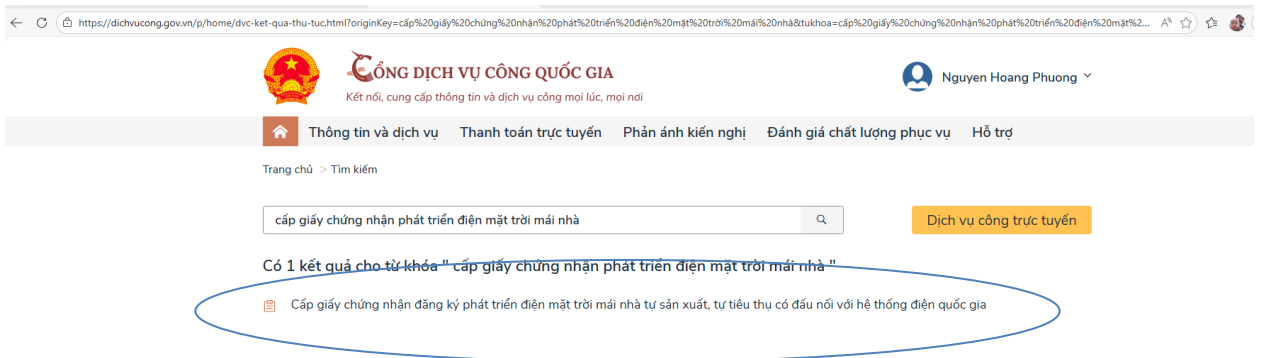 https://dichvucong.gov.vn/p/home/dvc-ket-qua-thu-tuc.html?originKey=cấp%20giấy%20chứng%20nhận%20phát%20triển%20điện%20mặt%20trời%20mái%20nhà&tukhoa=cấp%20giấy%20chứng%20nhận%20phát%20triển%20điện%20mặt%2...
CỔNG DỊCH VỤ CÔNG QUỐC GIA
Kết nối, cung cấp thông tin và dịch vụ công mọi lúc, mọi nơi
Nguyen Hoang Phuong
Thông tin và dịch vụ Thanh toán trực tuyến Phản ánh kiến nghị Đánh giá chất lượng phục vụ Hỗ trợ
Trang chủ > Tìm kiếm
cấp giấy chứng nhận phát triển điện mặt trời mái nhà
Dịch vụ công trực tuyến
Có 1 kết quả cho từ khóa " cấp giấy chứng nhận phát triển điện mặt trời mái nhà "
Cấp giấy chứng nhận đăng ký phát triển điện mặt trời mái nhà tự sản xuất, tự tiêu thụ có đấu nối với hệ thống điện quốc gia